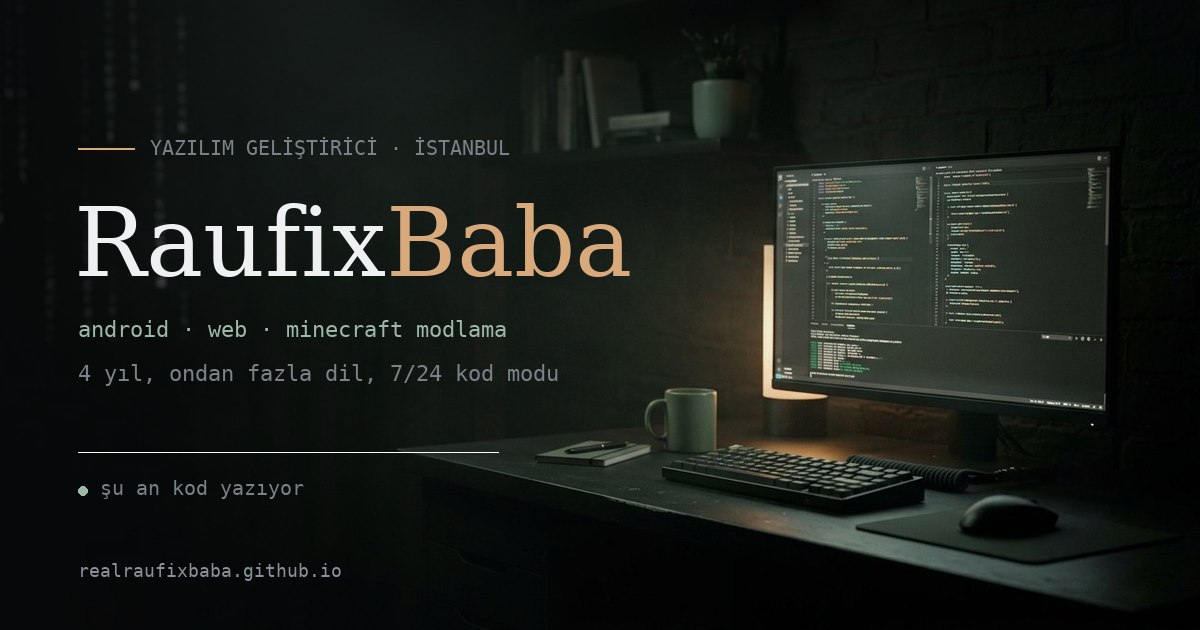 YAZILIM GELİŞTİRİCİ · İSTANBUL
RaufixBaba
android · web · minecraft modlama
4 yıl, ondan fazla dil, 7/24 kod modu
şu an kod yazıyor
realraufixbaba.github.io